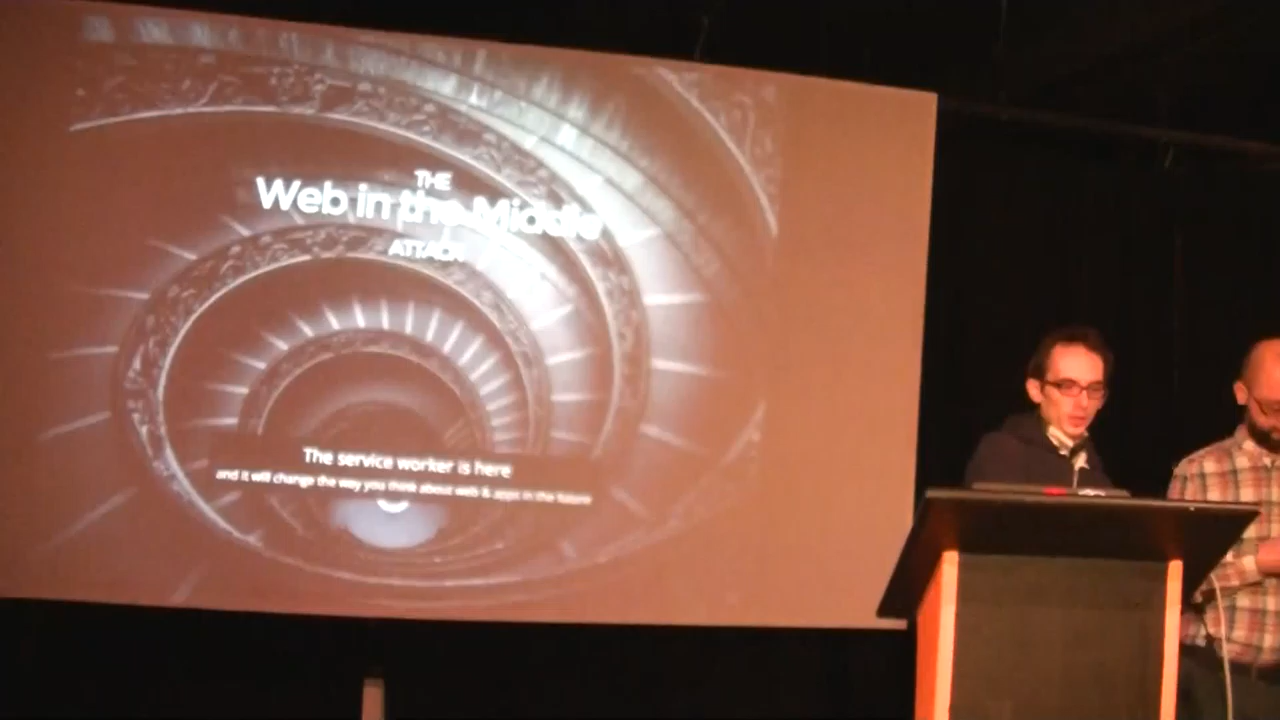 THE
Web in the Middle
ATTACK
The service worker is here
and it will change the way you think about web & apps in the future